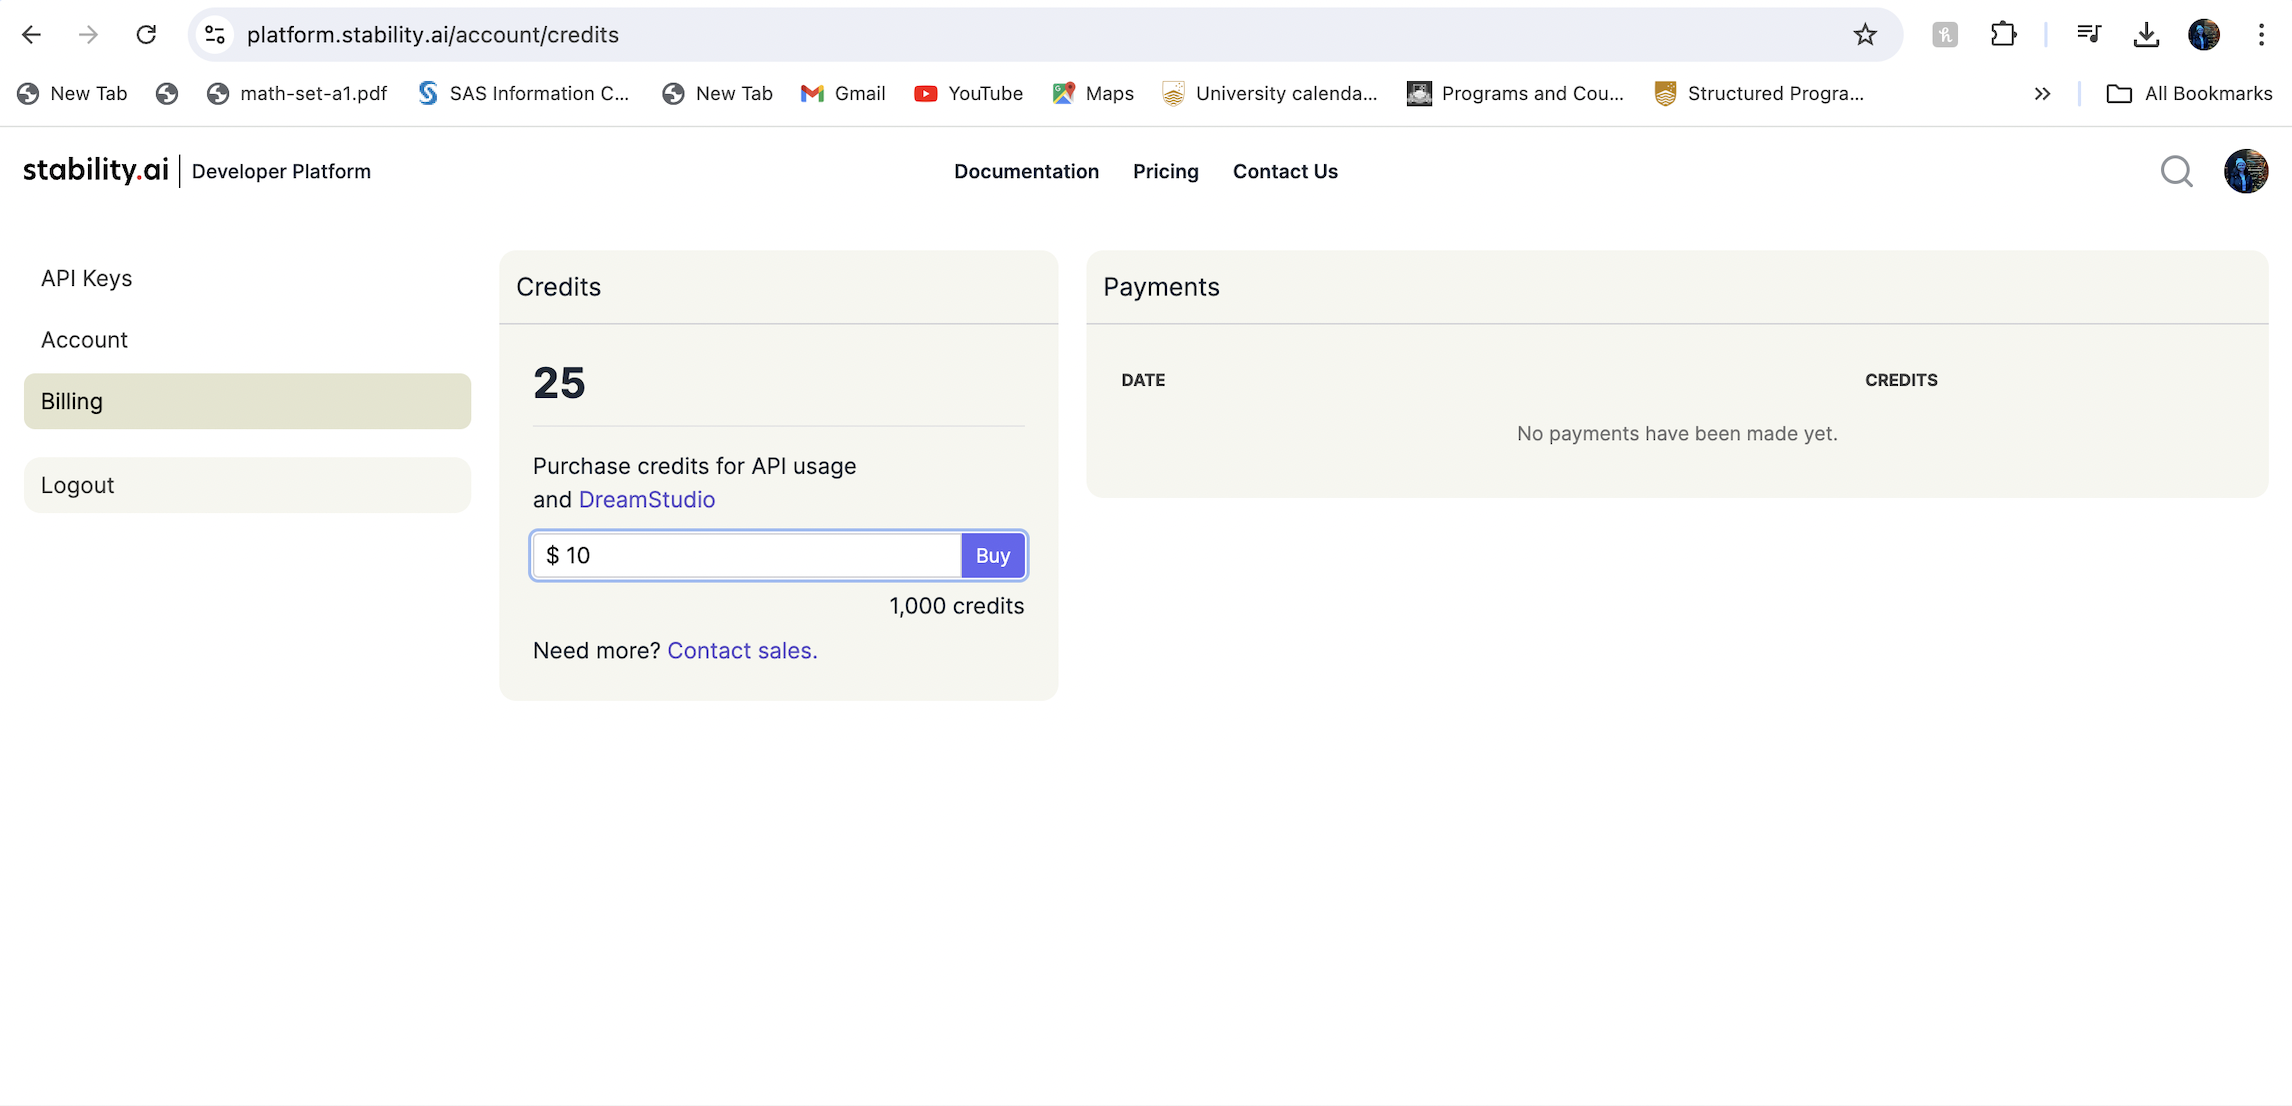 platform.stability.ai/account/credits
New Tab
math-set-a1.pdf
SAS Information C...
New Tab
Gmail
YouTube
Maps
University calenda...
Programs and Cou...
Structured Progra...
All Bookmarks
stability.ai | Developer Platform
Documentation
Pricing
Contact Us
API Keys
Account
Billing
Logout
Credits
25
Purchase credits for API usage
and DreamStudio
$ 10
Buy
1,000 credits
Need more? Contact sales.
Payments
DATE
CREDITS
No payments have been made yet.